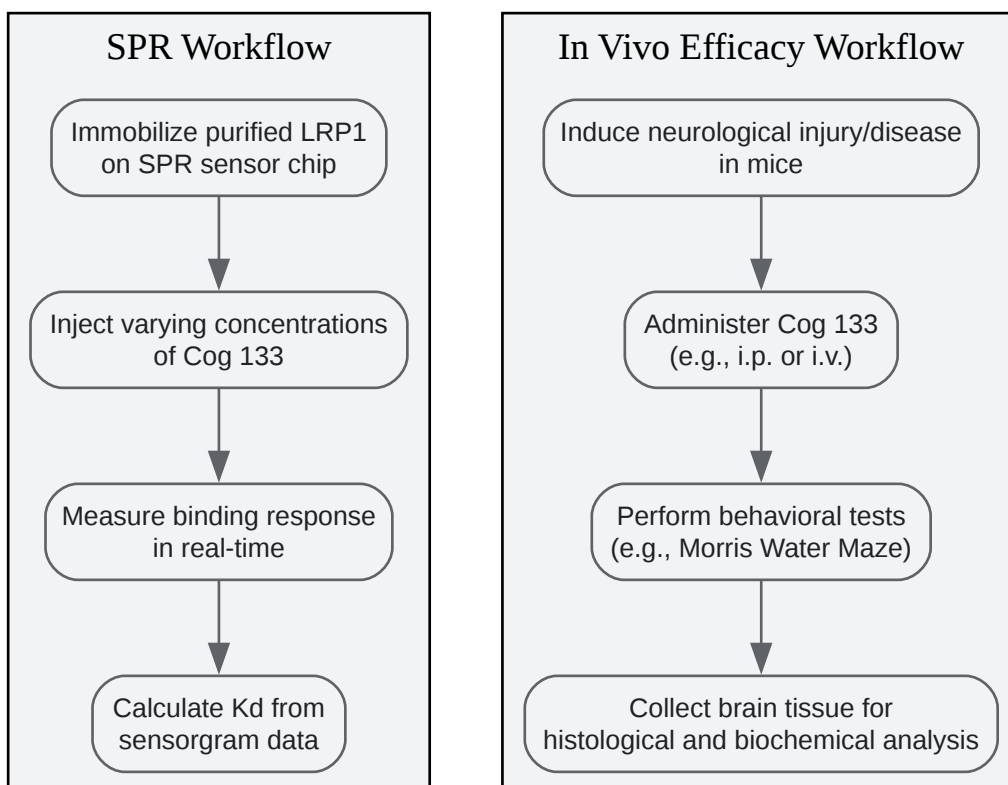 SPR Workflow
Immobilize purified LRP1
on SPR sensor chip
Inject varying concentrations
of Cog 133
Measure binding response
in real-time
Calculate Kd from
sensorgram data
In Vivo Efficacy Workflow
Induce neurological injury/disease
in mice
Administer Cog 133
(e.g., i.p. or i.v.)
Perform behavioral tests
(e.g., Morris Water Maze)
Collect brain tissue for
histological and biochemical analysis